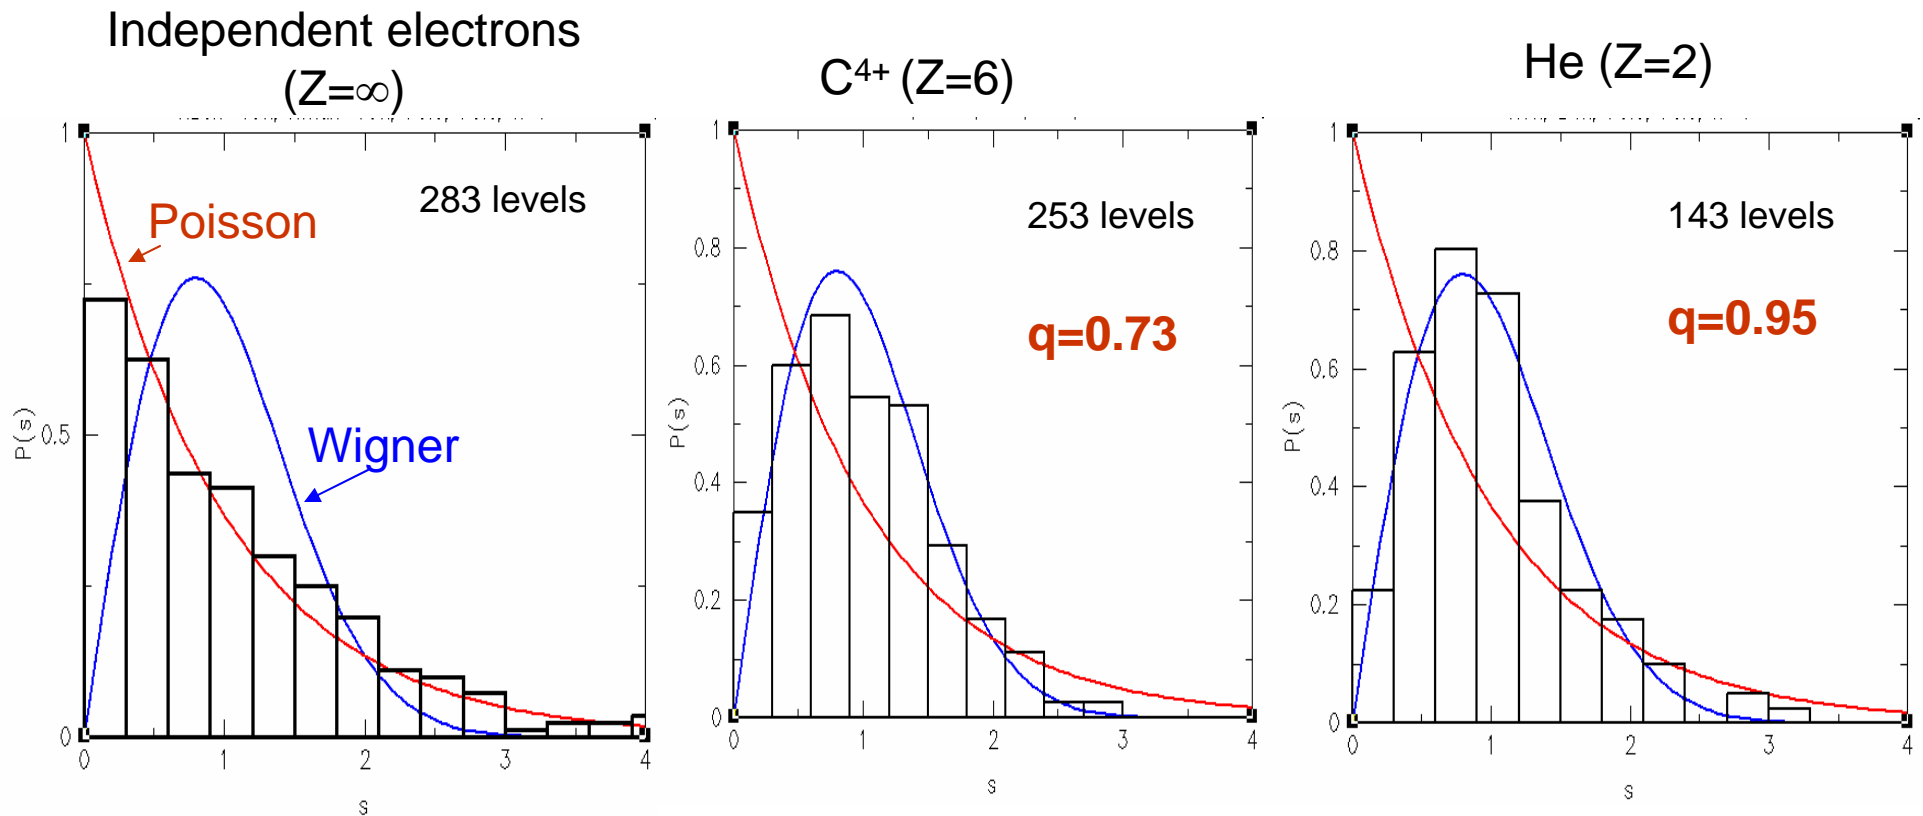 Independent electrons
(Z=∞)
1
0.5
0
P(s)
Poisson
283 levels
Wigner
0 1 2 3 4
s
C⁴⁺ (Z=6)
1
0.8
0.6
0.4
0.2
0
P(s)
253 levels
q=0.73
0 1 2 3 4
s
He (Z=2)
1
0.8
0.6
0.4
0.2
0
P(s)
143 levels
q=0.95
0 1 2 3 4
s